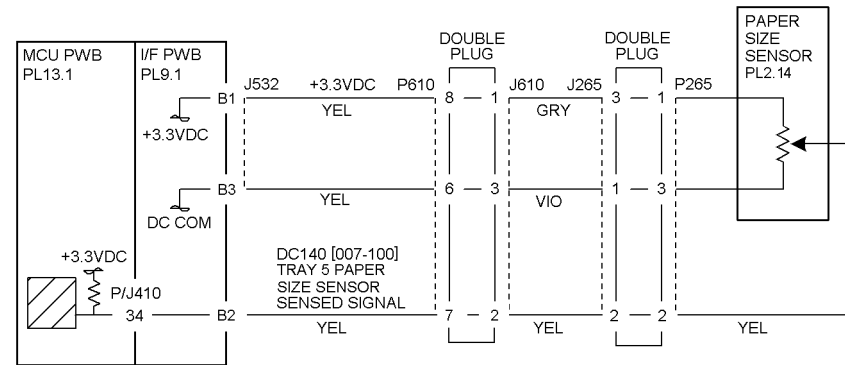 MCU PWB
PL13.1
I/F PWB
PL9.1
DOUBLE
PLUG
DOUBLE
PLUG
PAPER
SIZE
SENSOR
PL2.14
B1
J532
+3.3VDC
P610
8
1
J610
J265
3
1
P265
YEL
GRY
+3.3VDC
B3
6
3
1
3
YEL
VIO
DC COM
+3.3VDC
DC140 [007-100]
TRAY 5 PAPER
SIZE SENSOR
SENSED SIGNAL
P/J410
34
B2
7
2
2
2
YEL
YEL
YEL